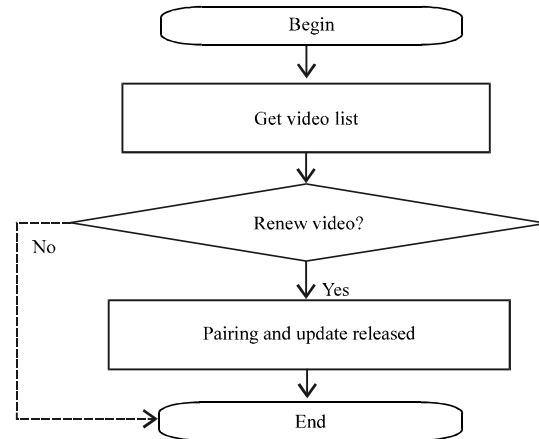 Begin
Get video list
Renew video?
No
Yes
Pairing and update released
End